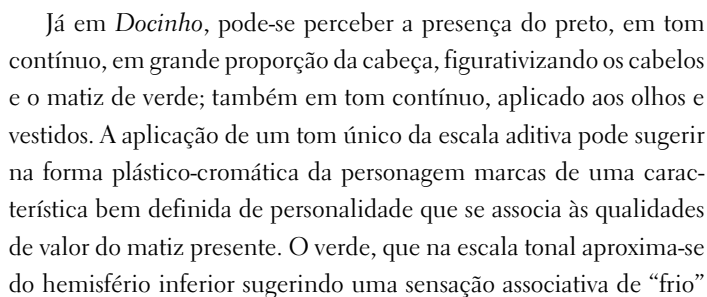 Já em Docinho, pode-se perceber a presença do preto, em tom
contínuo, em grande proporção da cabeça, figurativizando os cabelos
e o matiz de verde; também em tom contínuo, aplicado aos olhos e
vestidos. A aplicação de um tom único da escala aditiva pode sugerir
na forma plástico-cromática da personagem marcas de uma carac-
terística bem definida de personalidade que se associa às qualidades
de valor do matiz presente. O verde, que na escala tonal aproxima-se
do hemisfério inferior sugerindo uma sensação associativa de “frio”